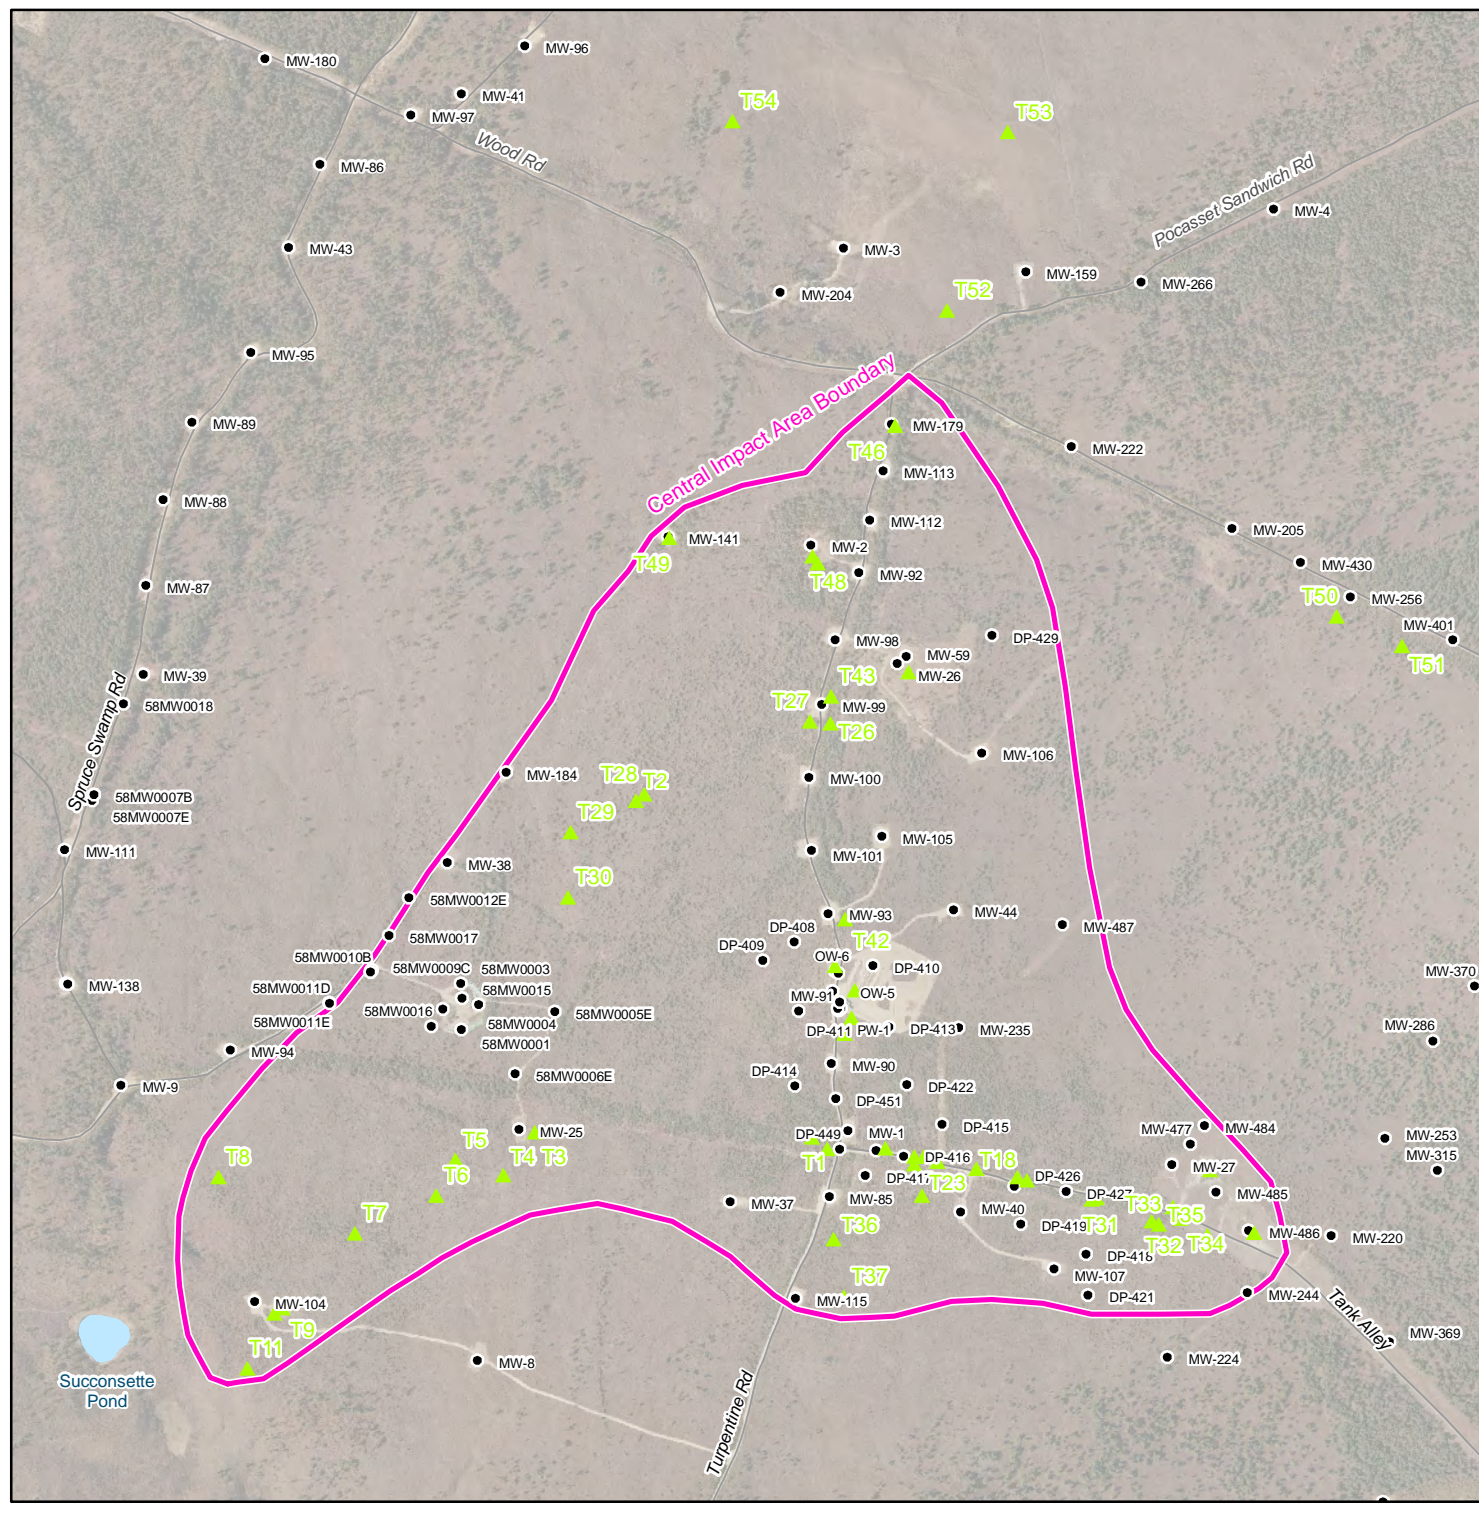 MW-96
MW-180
MW-41
T54
MW-97
T53
Wood Rd
MW-86
Pocasset Sandwich Rd
MW-4
MW-43
MW-3
MW-159
MW-266
MW-204
T52
MW-95
Central Impact Area Boundary
MW-89
MW-179
T46
MW-222
MW-113
MW-88
MW-112
MW-205
MW-141
MW-2
T49
T48
MW-92
MW-430
MW-87
T50
MW-256
MW-401
DP-429
MW-98
MW-59
T51
MW-39
T43
MW-26
Spruce Swamp Rd
58MW0018
T27
MW-99
T26
MW-106
MW-184
T28
T2
MW-100
58MW0007B
58MW0007E
T29
MW-105
MW-111
MW-101
MW-38
T30
58MW0012E
MW-44
MW-93
DP-408
T42
MW-487
58MW0017
DP-409
58MW0010B
OW-6
58MW0009C
58MW0003
DP-410
MW-370
MW-138
58MW0011D
58MW0015
MW-91
OW-5
58MW0016
58MW0005E
58MW0011E
58MW0004
DP-411
PW-1
DP-413
MW-235
MW-286
58MW0001
MW-94
MW-90
58MW0006E
DP-414
DP-422
MW-9
DP-451
DP-415
MW-484
MW-25
DP-449
MW-1
MW-477
MW-253
T5
T4
T3
T1
DP-416
T18
MW-315
T8
T6
DP-417
T23
DP-426
MW-27
DP-427
MW-485
MW-37
MW-85
T33
T35
T7
MW-40
DP-419
T31
T32
T34
MW-486
MW-220
T36
DP-418
MW-107
T37
MW-104
T9
MW-115
DP-421
MW-244
Tank Alley
MW-369
T11
MW-8
MW-224
Succonsette
Pond
Turpentine Rd